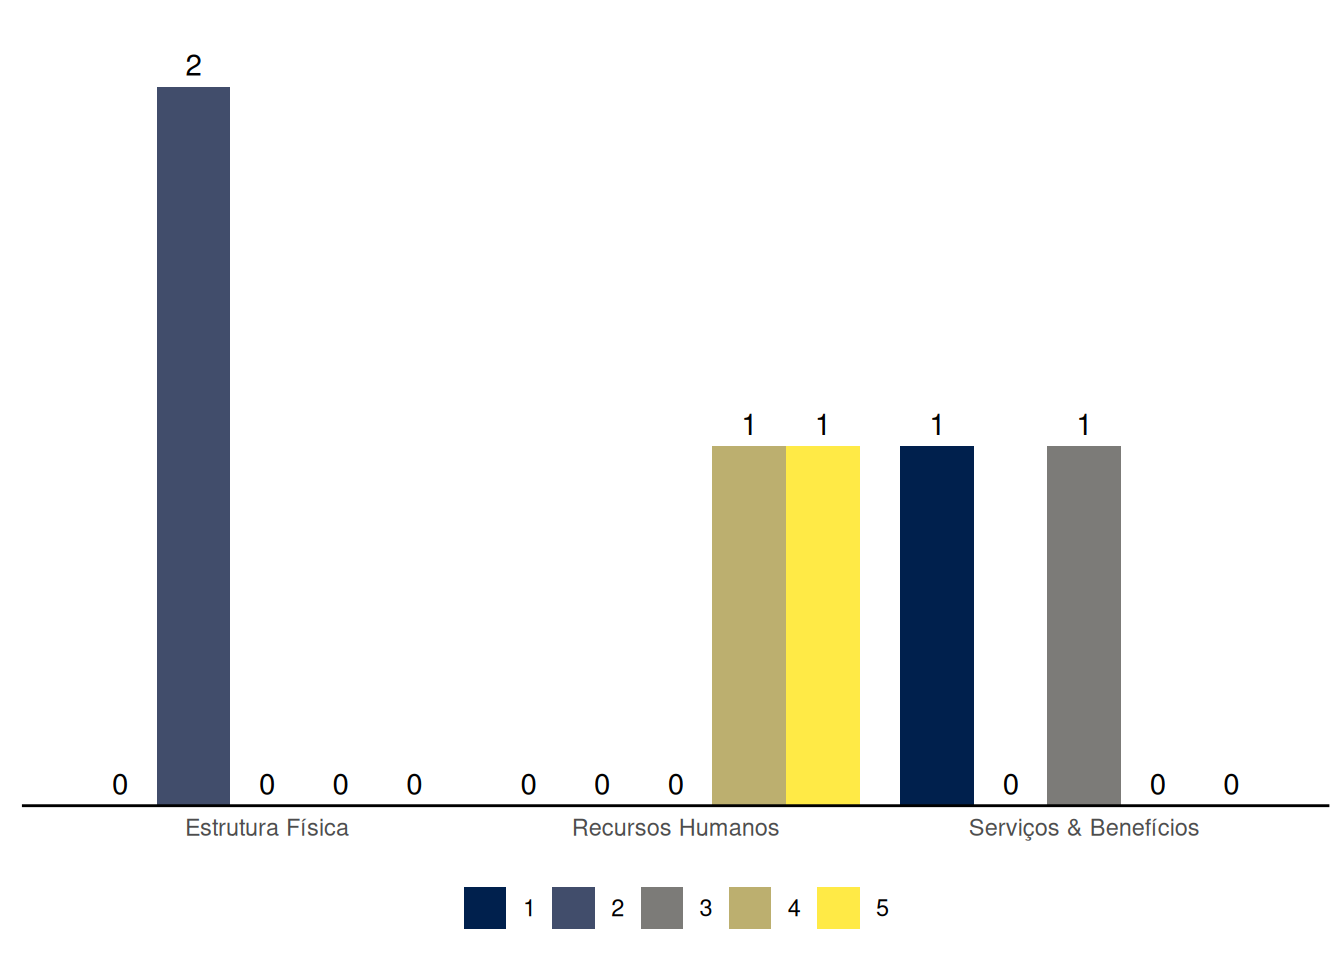 2
1 1 1 1
0 0 0 0 0 0 0 0 0 0
Estrutura Física Recursos Humanos Serviços & Benefícios
1 2 3 4 5